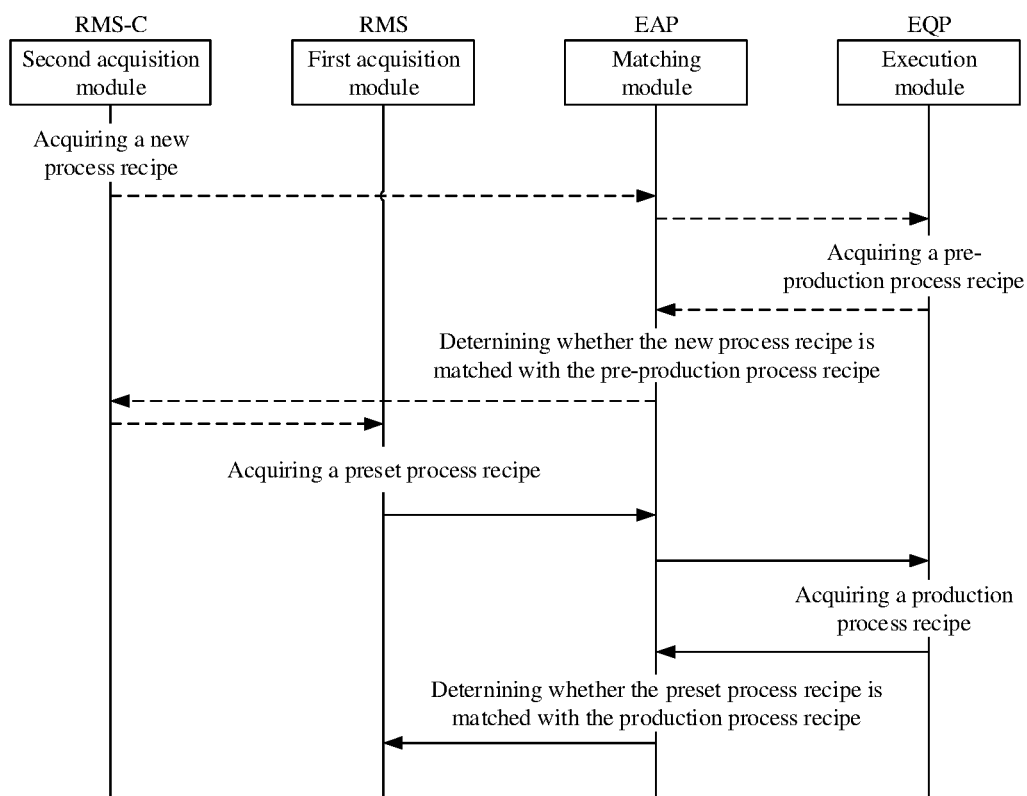 RMS-C
RMS
EAP
EQP
Second acquisition
module
First acquisition
module
Matching
module
Execution
module
Acquiring a new
process recipe
Acquiring a pre-
production process recipe
Deternining whether the new process recipe is
matched with the pre-production process recipe
Acquiring a preset process recipe
Acquiring a production
process recipe
Deternining whether the preset process recipe is
matched with the production process recipe